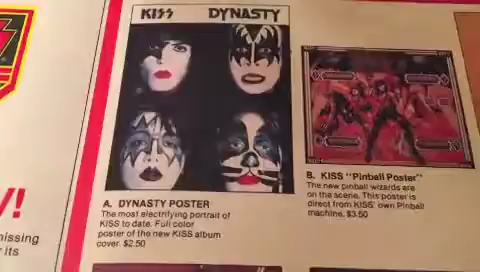 KISS DYNASTY
A. DYNASTY POSTER
The most electrifying portrait of
KISS to date. Full color
poster of the new KISS album
cover. $2.50
B. KISS "Pinball Poster"
The new pinball wizards are
on the scene. This poster is
direct from KISS' own Pinball
machine. $3.50
!
missing
its